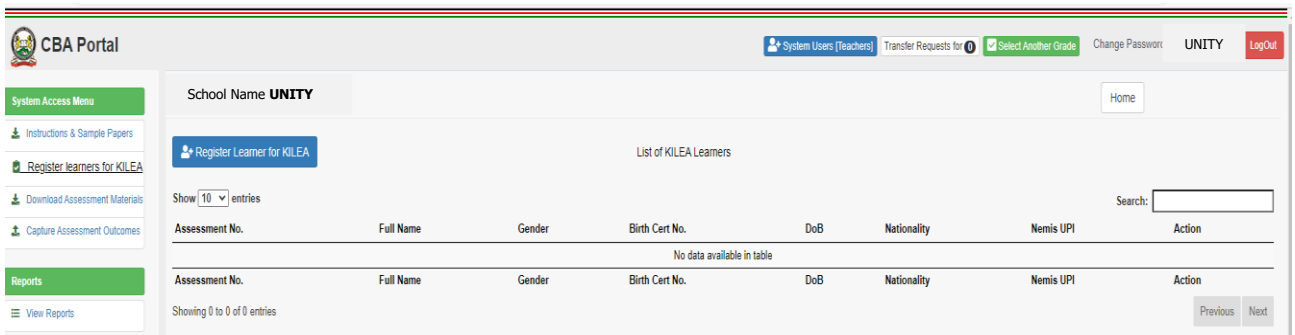 CBA Portal
System Users [Teachers] Transfer Requests for 0 Select Another Grade Change Password UNITY LogOut
System Access Menu
Instructions & Sample Papers
Register learners for KILEA
Download Assessment Materials
Capture Assessment Outcomes
Reports
View Reports
School Name UNITY Home
Register Learner for KILEA List of KILEA Learners
Show 10 entries Search:
Assessment No. Full Name Gender Birth Cert No. DoB Nationality Nemis UPI Action
No data available in table
Assessment No. Full Name Gender Birth Cert No. DoB Nationality Nemis UPI Action
Showing 0 to 0 of 0 entries Previous Next